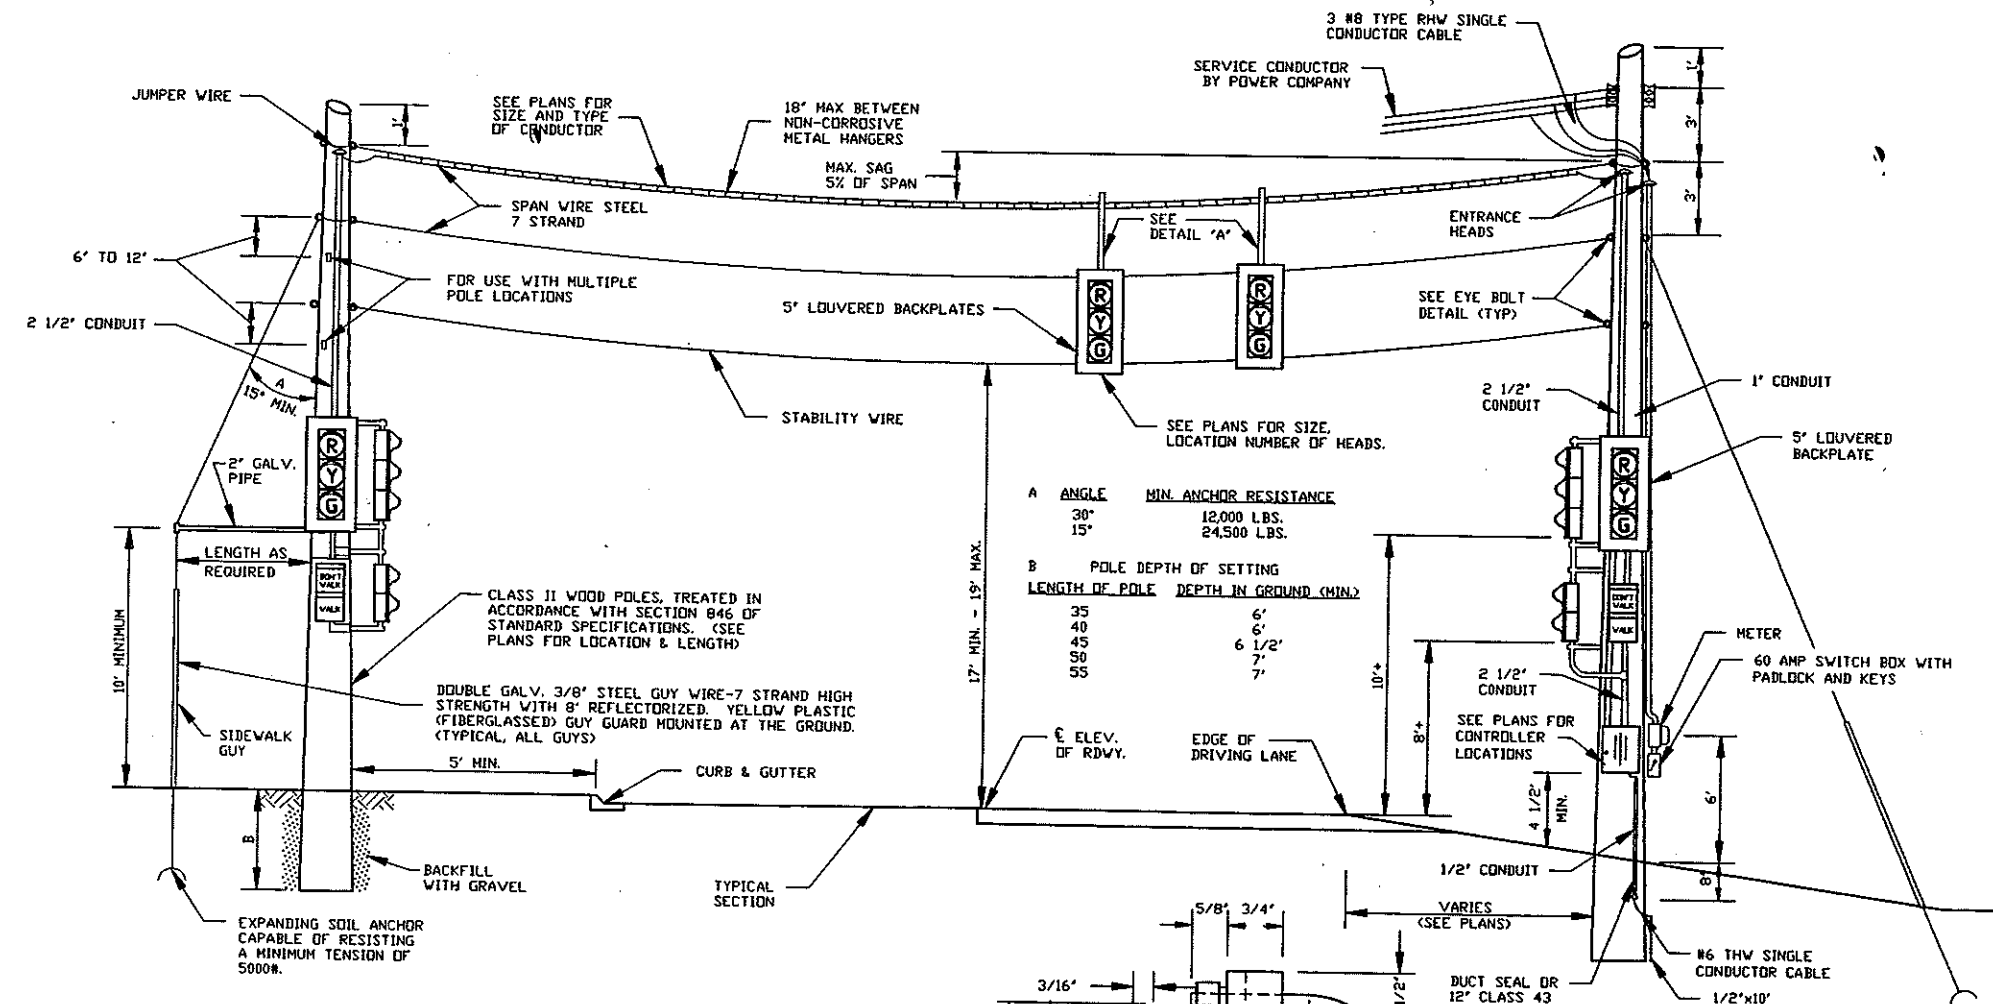 3 #8 TYPE RHW SINGLE
CONDUCTOR CABLE
SERVICE CONDUCTOR
BY POWER COMPANY
1'
3'
3'
JUMPER WIRE
1'
SEE PLANS FOR
SIZE AND TYPE
OF CONDUCTOR
18" MAX BETWEEN
NON-CORROSIVE
METAL HANGERS
MAX. SAG
5% OF SPAN
SPAN WIRE STEEL
7 STRAND
SEE
DETAIL "A"
ENTRANCE
HEADS
6" TO 12"
FOR USE WITH MULTIPLE
POLE LOCATIONS
2 1/2" CONDUIT
5" LOUVERED BACKPLATES
R
Y
G
R
Y
G
SEE EYE BOLT
DETAIL (TYP)
A
15° MIN.
STABILITY WIRE
SEE PLANS FOR SIZE,
LOCATION NUMBER OF HEADS.
2 1/2"
CONDUIT
1" CONDUIT
5" LOUVERED
BACKPLATE
2" GALV.
PIPE
R
Y
G
R
Y
G
LENGTH AS
REQUIRED
DON'T
WALK
WALK
DON'T
WALK
WALK
10' MINIMUM
A ANGLE MIN. ANCHOR RESISTANCE
30° 12,000 LBS.
15° 24,500 LBS.
B POLE DEPTH OF SETTING
LENGTH OF POLE DEPTH IN GROUND (MIN.)
35 6'
40 6'
45 6 1/2'
50 7'
55 7'
17' MIN. - 19' MAX.
10'±
8'±
CLASS II WOOD POLES, TREATED IN
ACCORDANCE WITH SECTION 846 OF
STANDARD SPECIFICATIONS. (SEE
PLANS FOR LOCATION & LENGTH)
DOUBLE GALV. 3/8" STEEL GUY WIRE-7 STRAND HIGH
STRENGTH WITH 8' REFLECTORIZED. YELLOW PLASTIC
(FIBERGLASSED) GUY GUARD MOUNTED AT THE GROUND.
(TYPICAL, ALL GUYS)
SIDEWALK
GUY
METER
60 AMP SWITCH BOX WITH
PADLOCK AND KEYS
2 1/2"
CONDUIT
SEE PLANS FOR
CONTROLLER
LOCATIONS
5' MIN.
CURB & GUTTER
℄ ELEV.
OF RDWY.
EDGE OF
DRIVING LANE
4 1/2'
MIN.
6'
B
BACKFILL
WITH GRAVEL
TYPICAL
SECTION
1/2" CONDUIT
8"
VARIES
(SEE PLANS)
EXPANDING SOIL ANCHOR
CAPABLE OF RESISTING
A MINIMUM TENSION OF
5000#.
5/8" 3/4"
3/16"
1/2"
DUCT SEAL OR
12" CLASS 43
#6 THW SINGLE
CONDUCTOR CABLE
1/2"x10'